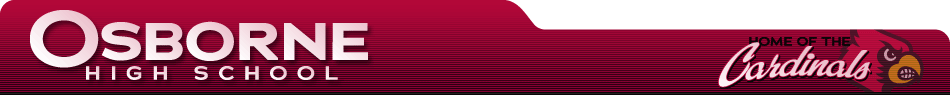 OSBORNE
HIGH SCHOOL
HOME OF THE
Cardinals